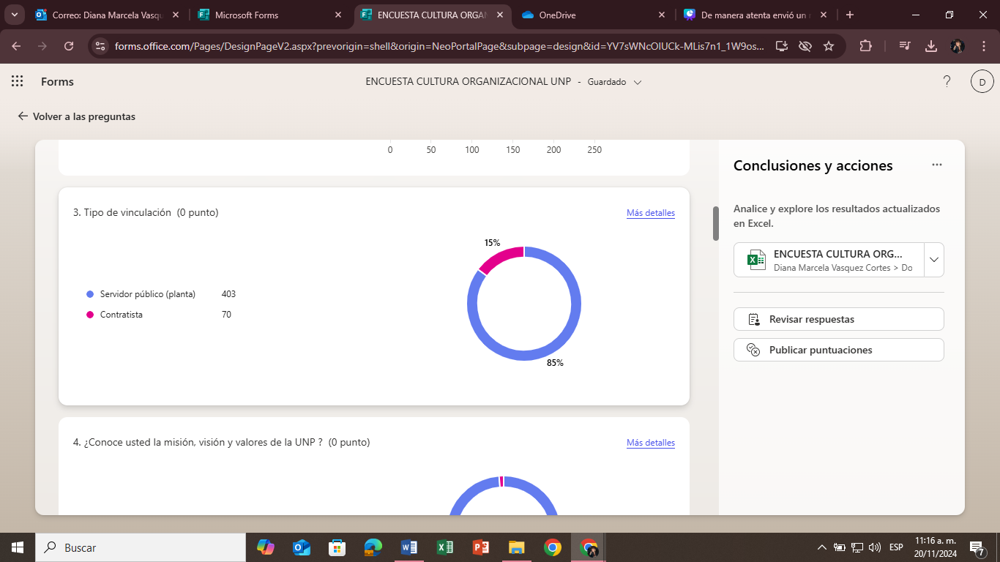 Correo: Diana Marcela Vasqu
Microsoft Forms
ENCUESTA CULTURA ORGAN
OneDrive
De manera atenta envió un
forms.office.com/Pages/DesignPageV2.aspx?prevorigin=shell&origin=NeoPortalPage&subpage=design&id=YV7sWNcOlUCk-MLis7n1_1W9os...
Forms
ENCUESTA CULTURA ORGANIZACIONAL UNP - Guardado
?
D
Volver a las preguntas
0 50 100 150 200 250
3. Tipo de vinculación (0 punto)
Más detalles
15%
Servidor público (planta) 403
Contratista 70
85%
4. ¿Conoce usted la misión, visión y valores de la UNP ? (0 punto)
Más detalles
Conclusiones y acciones
Analice y explore los resultados actualizados
en Excel.
ENCUESTA CULTURA ORG...
Diana Marcela Vasquez Cortes > Do
Revisar respuestas
Publicar puntuaciones
Buscar
ESP
11:16 a. m.
20/11/2024
7